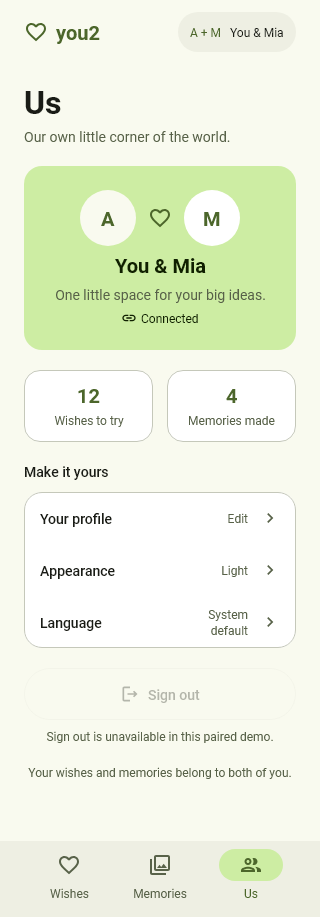 you2
A + M You & Mia
Us
Our own little corner of the world.
A
M
You & Mia
One little space for your big ideas.
Connected
12
Wishes to try
4
Memories made
Make it yours
Your profile
Edit
Appearance
Light
Language
System
default
Sign out
Sign out is unavailable in this paired demo.
Your wishes and memories belong to both of you.
Wishes
Memories
Us